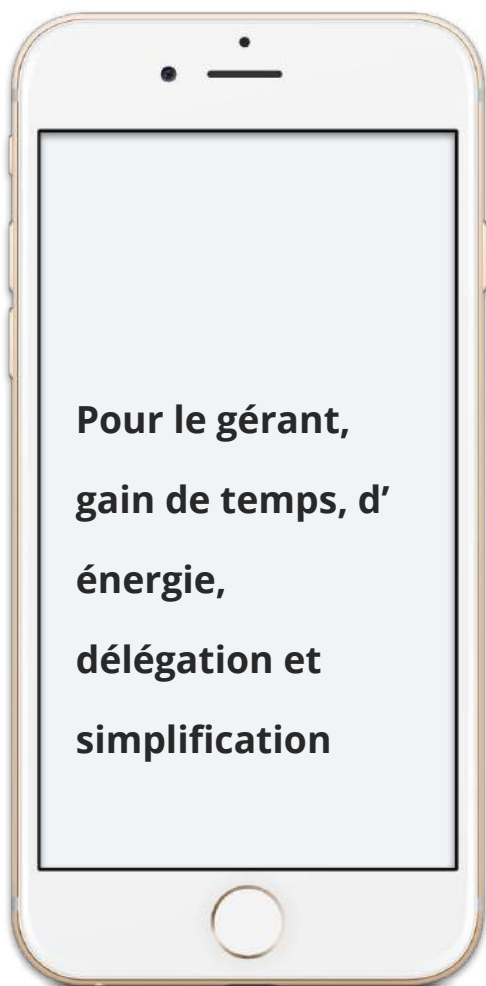 Pour le gérant,
gain de temps, d’
énergie,
délégation et
simplification